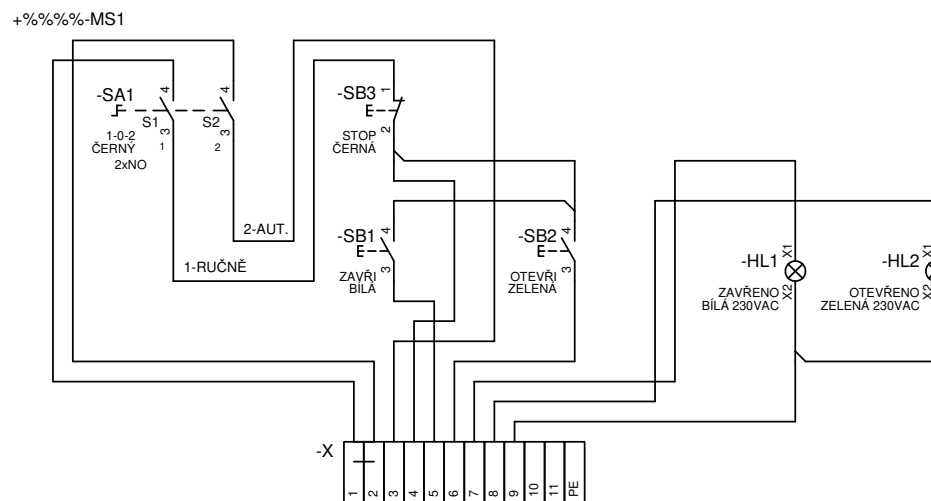 +%%%%-MS1
-SA1
S1
4
3
1
S2
4
3
2
1-0-2
ČERNÝ
2xNO
-SB3
1
2
STOP
ČERNÁ
2-AUT.
1-RUČNĚ
-SB1
4
3
ZAVŘI
BÍLÁ
-SB2
4
3
OTEVŘI
ZELENÁ
-HL1
X1
X2
ZAVŘENO
BÍLÁ 230VAC
-HL2
X1
X2
OTEVŘENO
ZELENÁ 230VAC
-X
1
2
3
4
5
6
7
8
9
10
11
PE